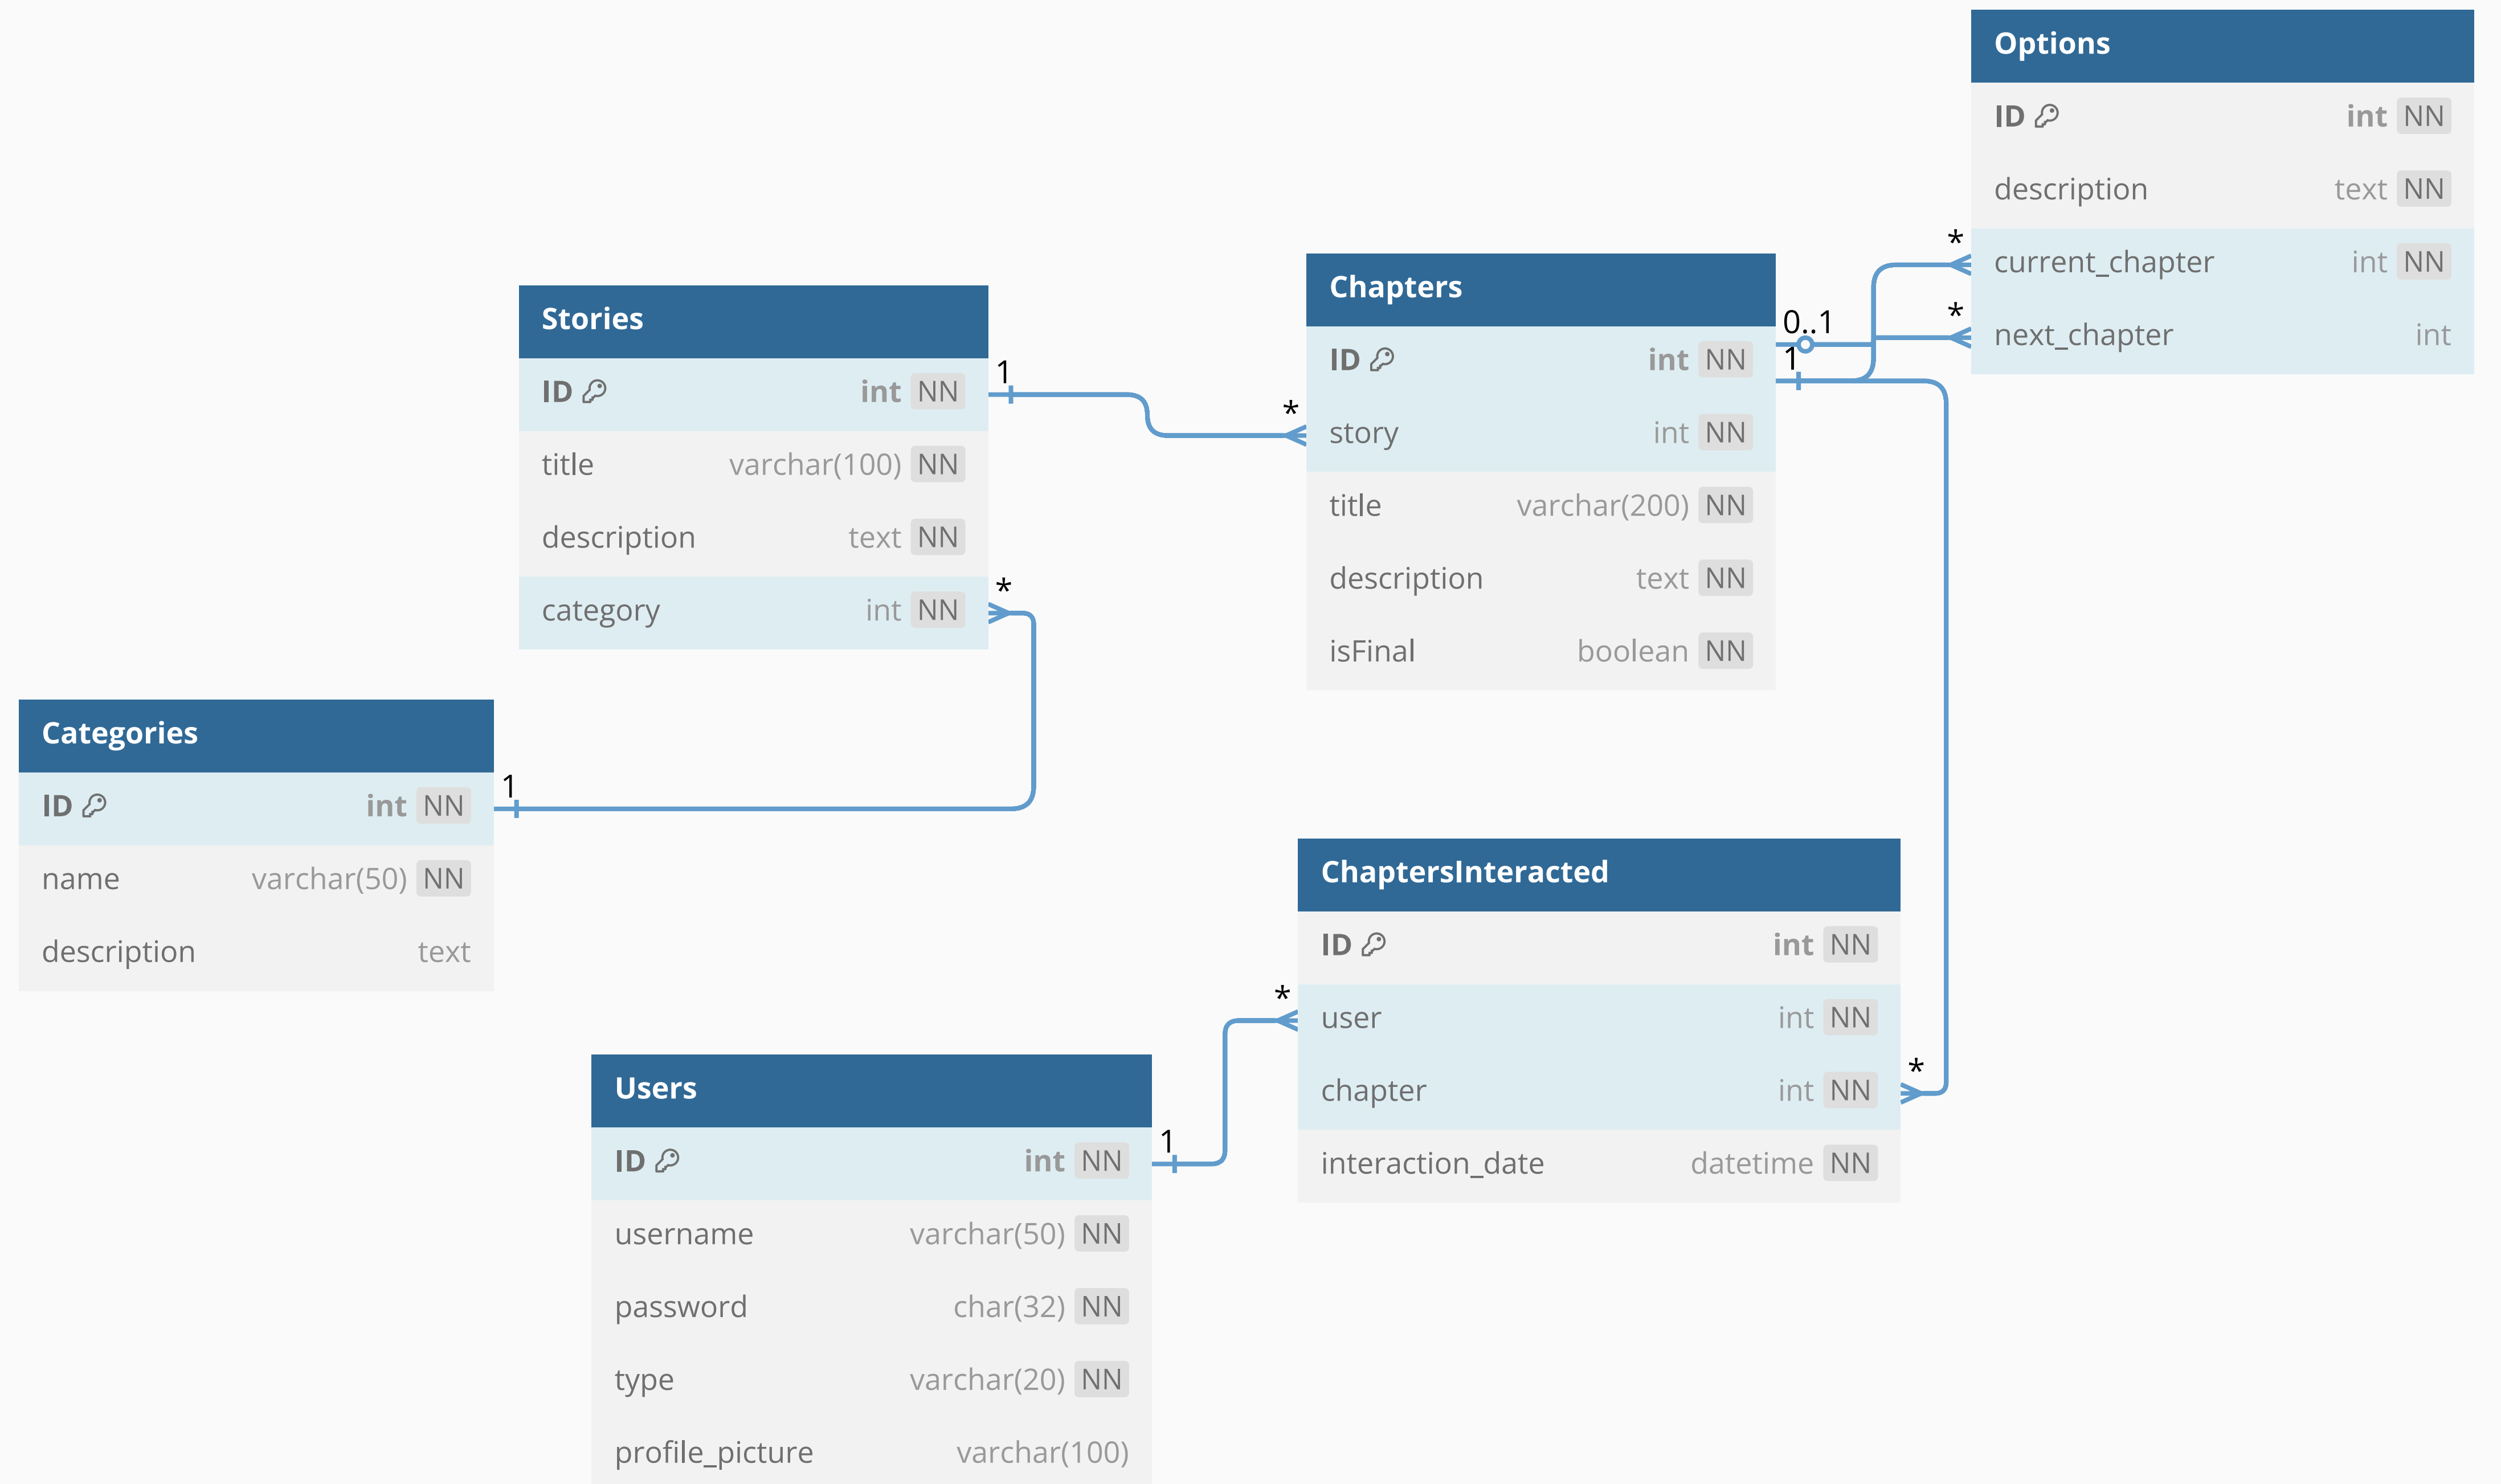 Options
ID int NN
description text NN
* current_chapter int NN
* next_chapter int
Chapters
0..1
ID int NN
1
* story int NN
title varchar(200) NN
description text NN
isFinal boolean NN
Stories
ID int NN 1
title varchar(100) NN
description text NN
category int NN *
Categories
ID int NN 1
name varchar(50) NN
description text
ChaptersInteracted
ID int NN
* user int NN
chapter int NN *
interaction_date datetime NN
Users
ID int NN 1
username varchar(50) NN
password char(32) NN
type varchar(20) NN
profile_picture varchar(100)